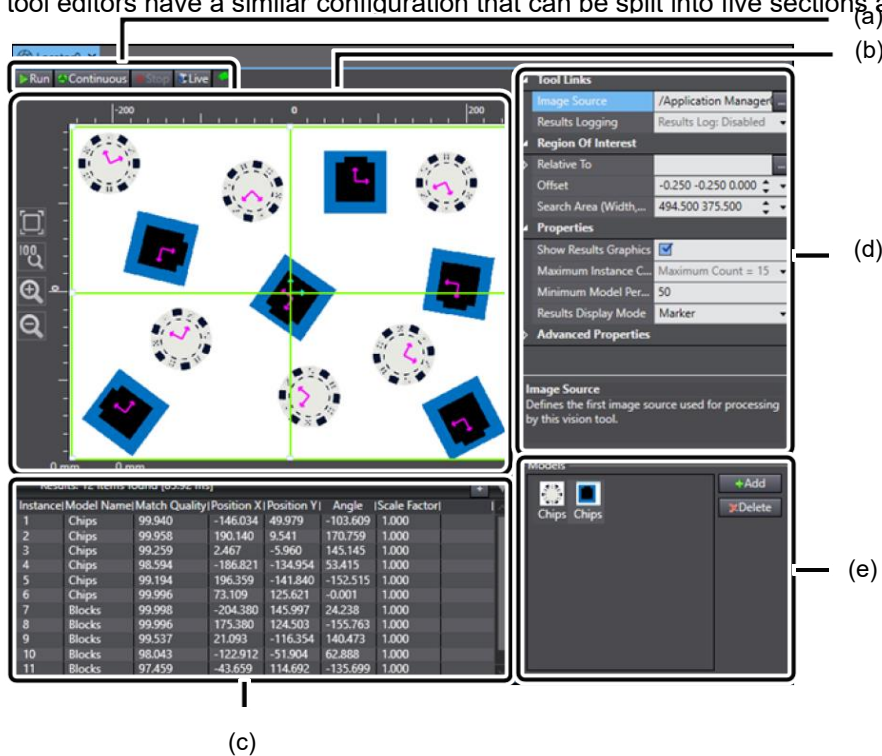 tool editors have a similar configuration that can be split into five sections
(a)
(b)
Run Continuous Stop Live
-200 0 200
100
0
0 mm 0 mm
Tool Links
Image Source /Application Manager
Results Logging Results Log: Disabled
Region Of Interest
Relative To
Offset -0.250 -0.250 0.000
Search Area (Width,... 494.500 375.500
Properties
Show Results Graphics
Maximum Instance C... Maximum Count = 15
Minimum Model Per... 50
Results Display Mode Marker
Advanced Properties
Image Source
Defines the first image source used for processing
by this vision tool.
(d)
Results: 12 items found [63.92 ms]
Instance Model Name Match Quality Position X Position Y Angle Scale Factor
1 Chips 99.940 -146.034 49.979 -103.609 1.000
2 Chips 99.958 190.140 9.541 170.759 1.000
3 Chips 99.259 2.467 -5.960 145.145 1.000
4 Chips 98.594 -186.821 -134.954 53.415 1.000
5 Chips 99.194 196.359 -141.840 -152.515 1.000
6 Chips 99.996 73.109 125.621 -0.001 1.000
7 Blocks 99.998 -204.380 145.997 24.238 1.000
8 Blocks 99.996 175.380 124.503 -155.763 1.000
9 Blocks 99.537 21.093 -116.354 140.473 1.000
10 Blocks 98.043 -122.912 -51.904 62.888 1.000
11 Blocks 97.459 -43.659 114.692 -135.699 1.000
Models
Chips Chips
Add
Delete
(e)
(c)